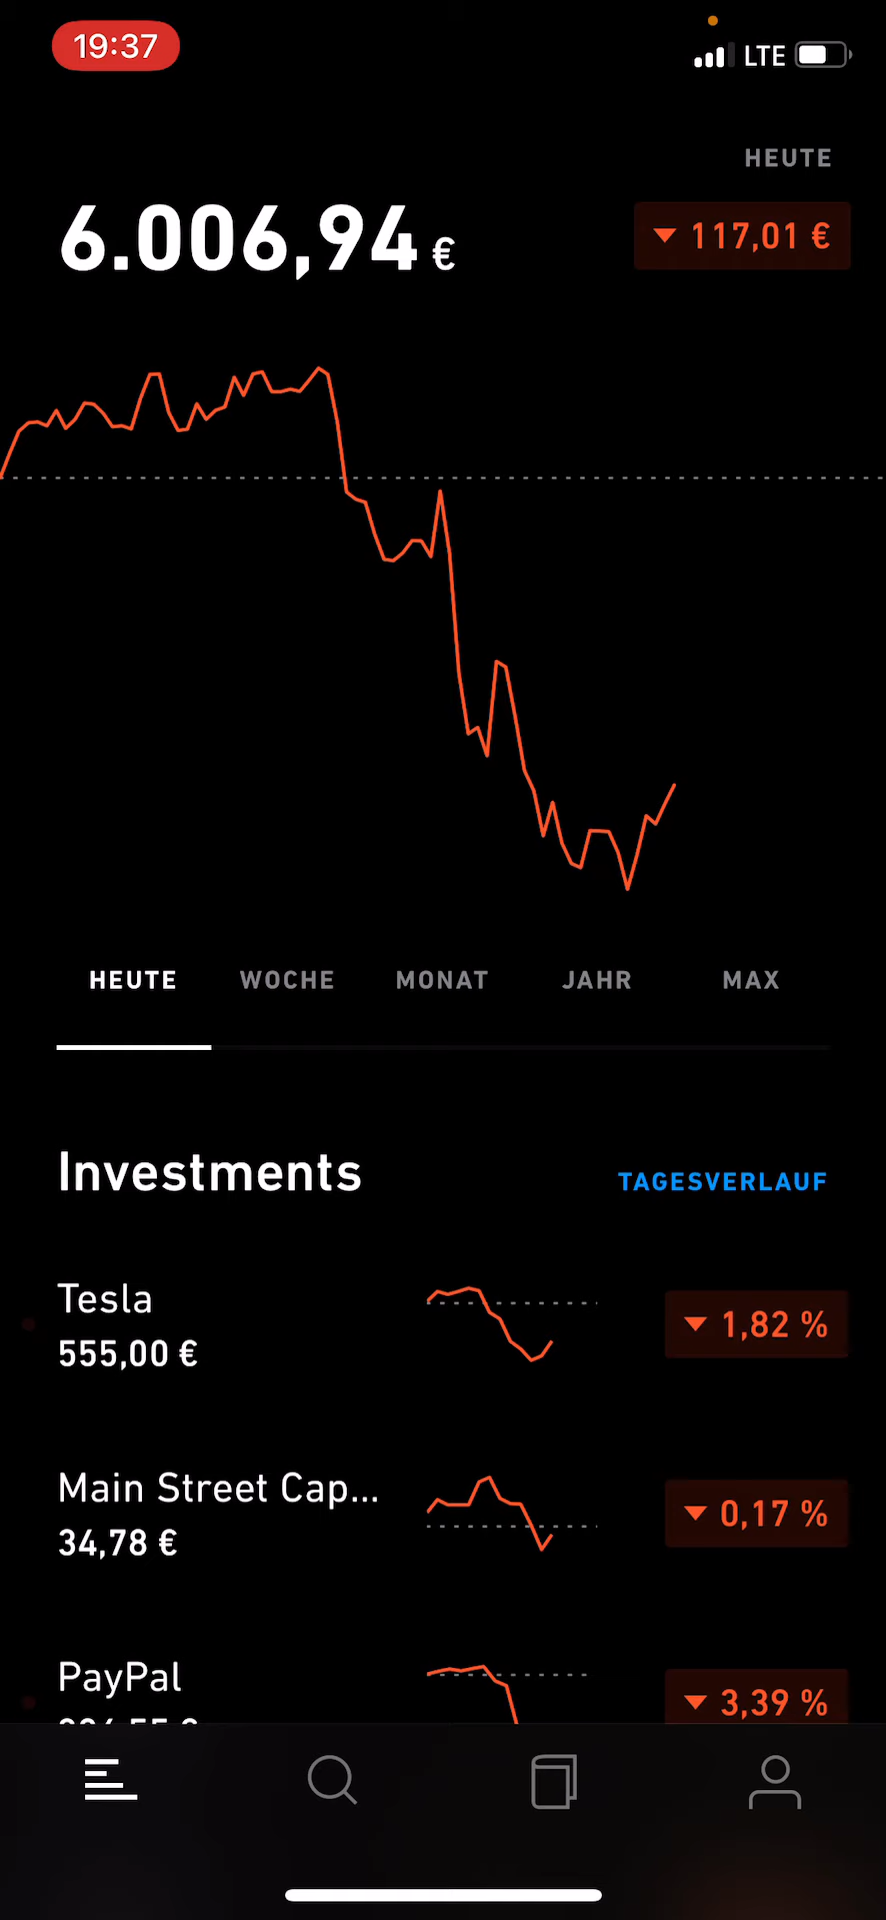 19:37
LTE
HEUTE
6.006,94 €
117,01 €
HEUTE
WOCHE
MONAT
JAHR
MAX
Investments
TAGESVERLAUF
Tesla
555,00 €
1,82 %
Main Street Cap...
34,78 €
0,17 %
PayPal
3,39 %